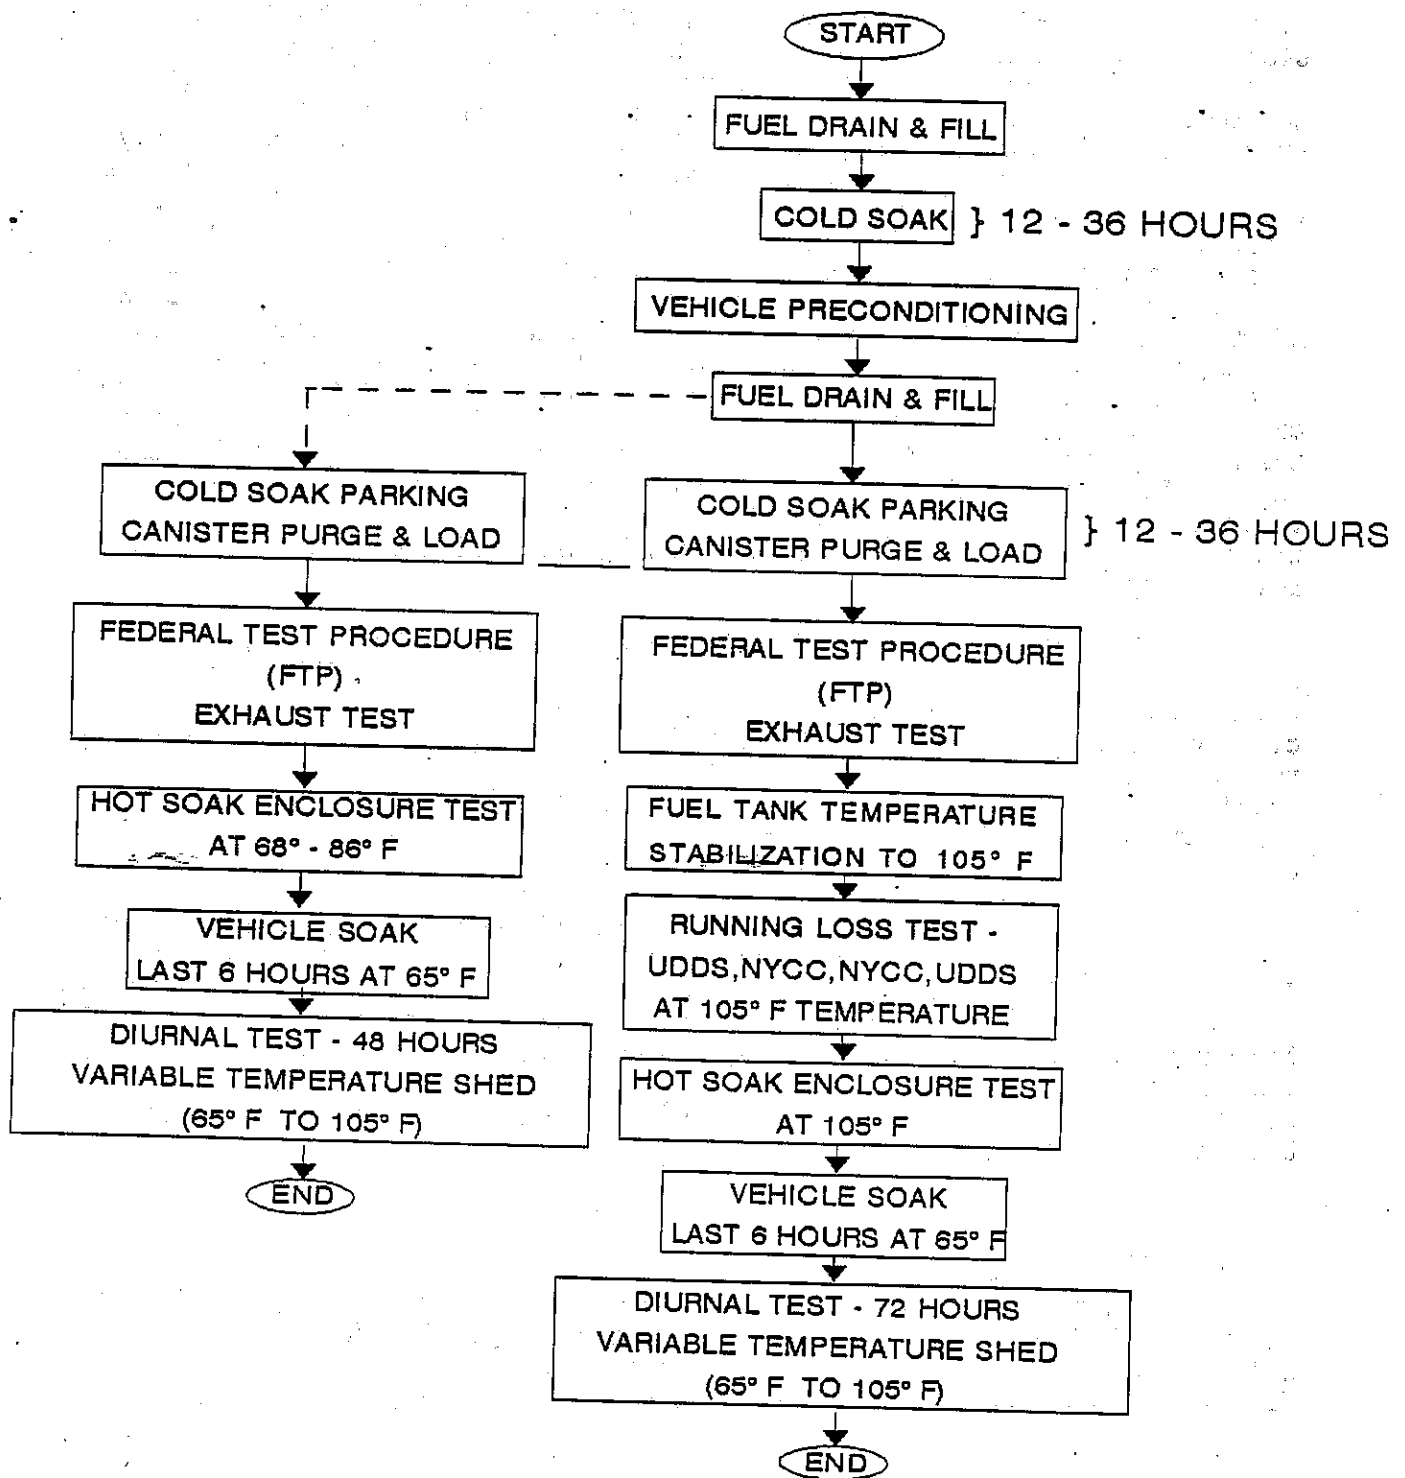 START
FUEL DRAIN & FILL
COLD SOAK } 12 - 36 HOURS
VEHICLE PRECONDITIONING
FUEL DRAIN & FILL
COLD SOAK PARKING
CANISTER PURGE & LOAD
FEDERAL TEST PROCEDURE
(FTP)
EXHAUST TEST
HOT SOAK ENCLOSURE TEST
AT 68° - 86° F
VEHICLE SOAK
LAST 6 HOURS AT 65° F
DIURNAL TEST - 48 HOURS
VARIABLE TEMPERATURE SHED
(65° F TO 105° F)
END
COLD SOAK PARKING
CANISTER PURGE & LOAD
} 12 - 36 HOURS
FEDERAL TEST PROCEDURE
(FTP)
EXHAUST TEST
FUEL TANK TEMPERATURE
STABILIZATION TO 105° F
RUNNING LOSS TEST -
UDDS,NYCC,NYCC,UDDS
AT 105° F TEMPERATURE
HOT SOAK ENCLOSURE TEST
AT 105° F
VEHICLE SOAK
LAST 6 HOURS AT 65° F
DIURNAL TEST - 72 HOURS
VARIABLE TEMPERATURE SHED
(65° F TO 105° F)
END